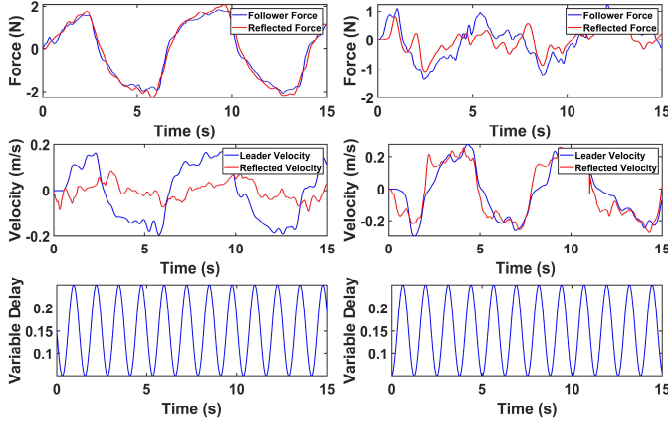 2
0
-2
Force (N)
0
5
10
15
Time (s)
Follower Force
Reflected Force
1
0
-1
-2
Force (N)
0
5
10
15
Time (s)
Follower Force
Reflected Force
0.2
0
-0.2
Velocity (m/s)
0
5
10
15
Time (s)
Leader Velocity
Reflected Velocity
0.2
0
-0.2
Velocity (m/s)
0
5
10
15
Time (s)
Leader Velocity
Reflected Velocity
0.2
0.15
0.1
Variable Delay
0
5
10
15
Time (s)
0.2
0.15
0.1
Variable Delay
0
5
10
15
Time (s)